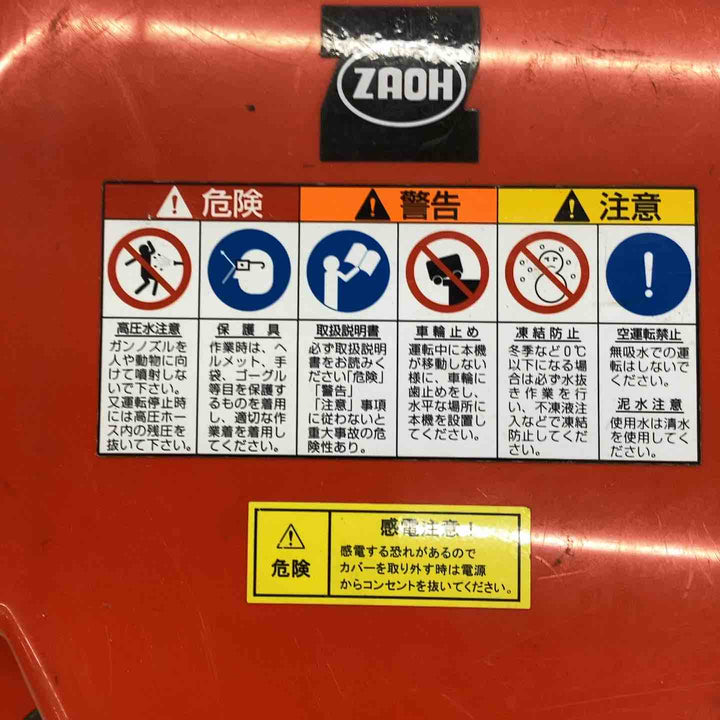 ZAOH
危険
警告
注意
高圧水注意
ガンノズルを
人や動物に向
けて噴射しな
いで下さい。
又運転停止時
には高圧ホー
ス内の残圧を
抜いて下さい。
保護具
作業時は、ヘ
ルメット、手
袋、ゴーグル
等目を保護す
るものを着用
し、適切な作
業着を着用し
てください。
取扱説明書
必ず取扱説明
書をお読みく
ださい「危険」
「警告」
「注意」事項
に従わないと
重大事故の危
険性あり。
車輪止め
運転中に本機
が移動しない
様に、車輪に
歯止めをし、
水平な場所に
本機を設置し
てください。
凍結防止
冬季など0℃
以下になる場
合は必ず水抜
き作業を行
い、不凍液注
入などで凍結
防止してくだ
さい。
空運転禁止
無吸水での運
転はしないで
ください。
泥水注意
使用水は清水
を使用してく
ださい。
危険
感電注意!
感電する恐れがあるので
カバーを取り外す時は電源
からコンセントを抜いてください。